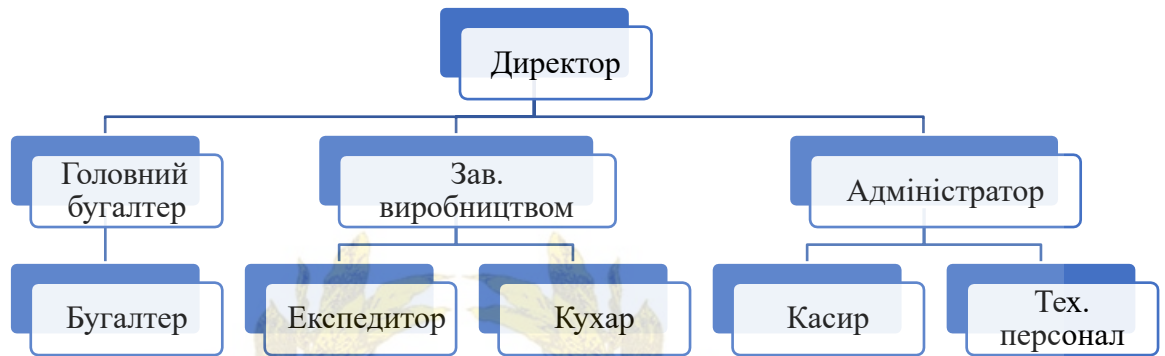 Директор
Головний
бугалтер
Зав.
виробництвом
Адміністратор
Бугалтер
Експедитор
Кухар
Касир
Тех.
персонал